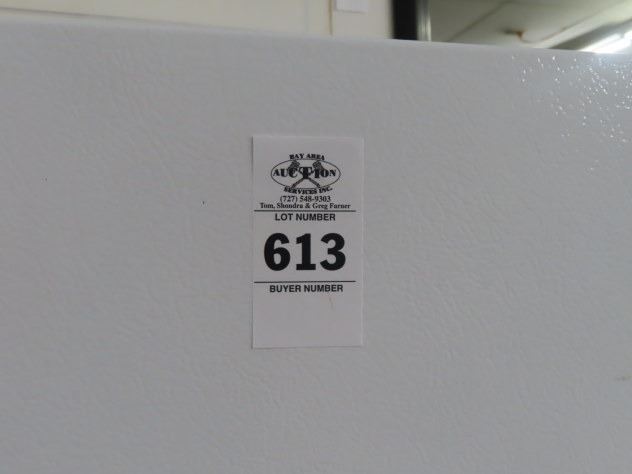 BAY AREA
AUCTION
SERVICES INC.
(727) 548-9303
Tom, Shondra & Greg Farner
LOT NUMBER
613
BUYER NUMBER